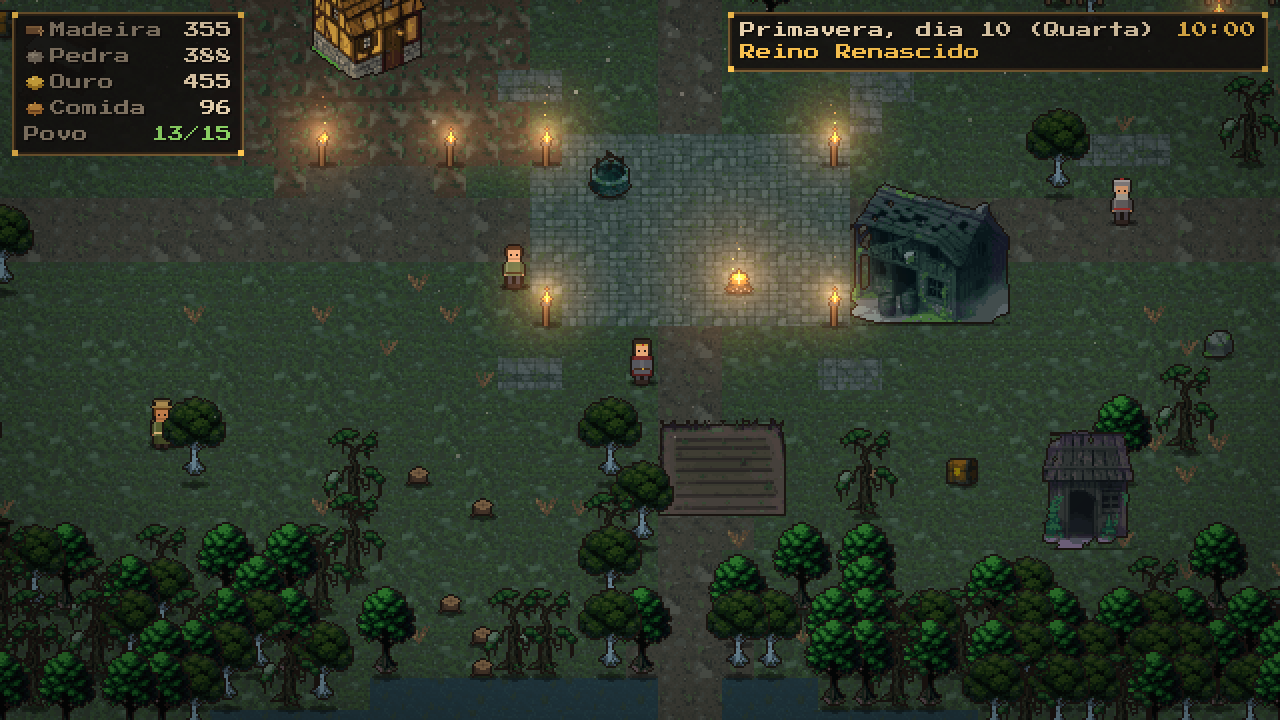 Madeira 355
Pedra 388
Ouro 455
Comida 96
Povo 13/15
Primavera, dia 10 (Quarta) 10:00
Reino Renascido